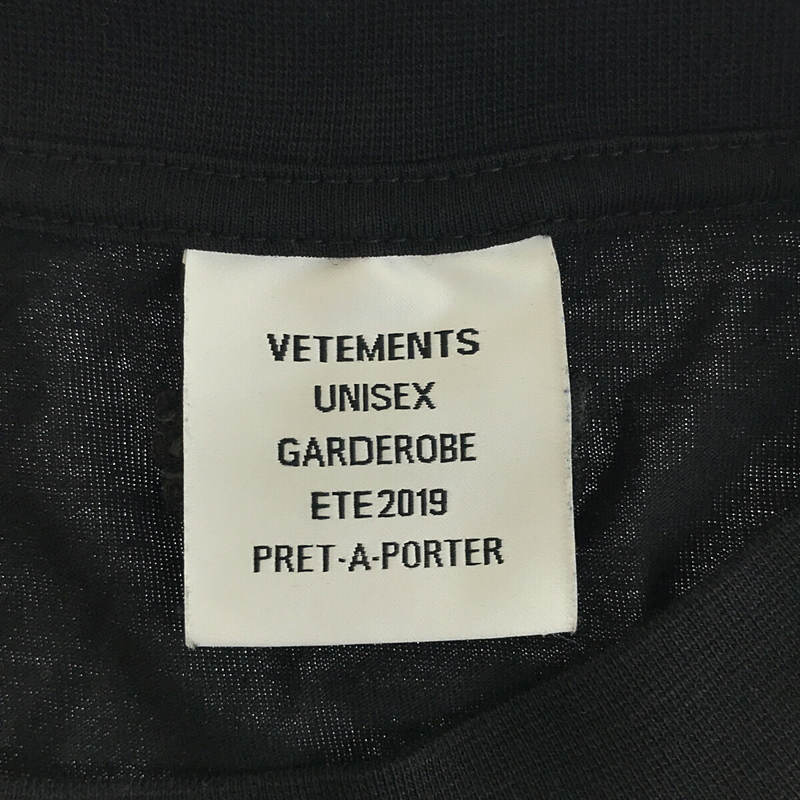 VETEMENTS
UNISEX
GARDEROBE
ETE2019
PRET-A-PORTER